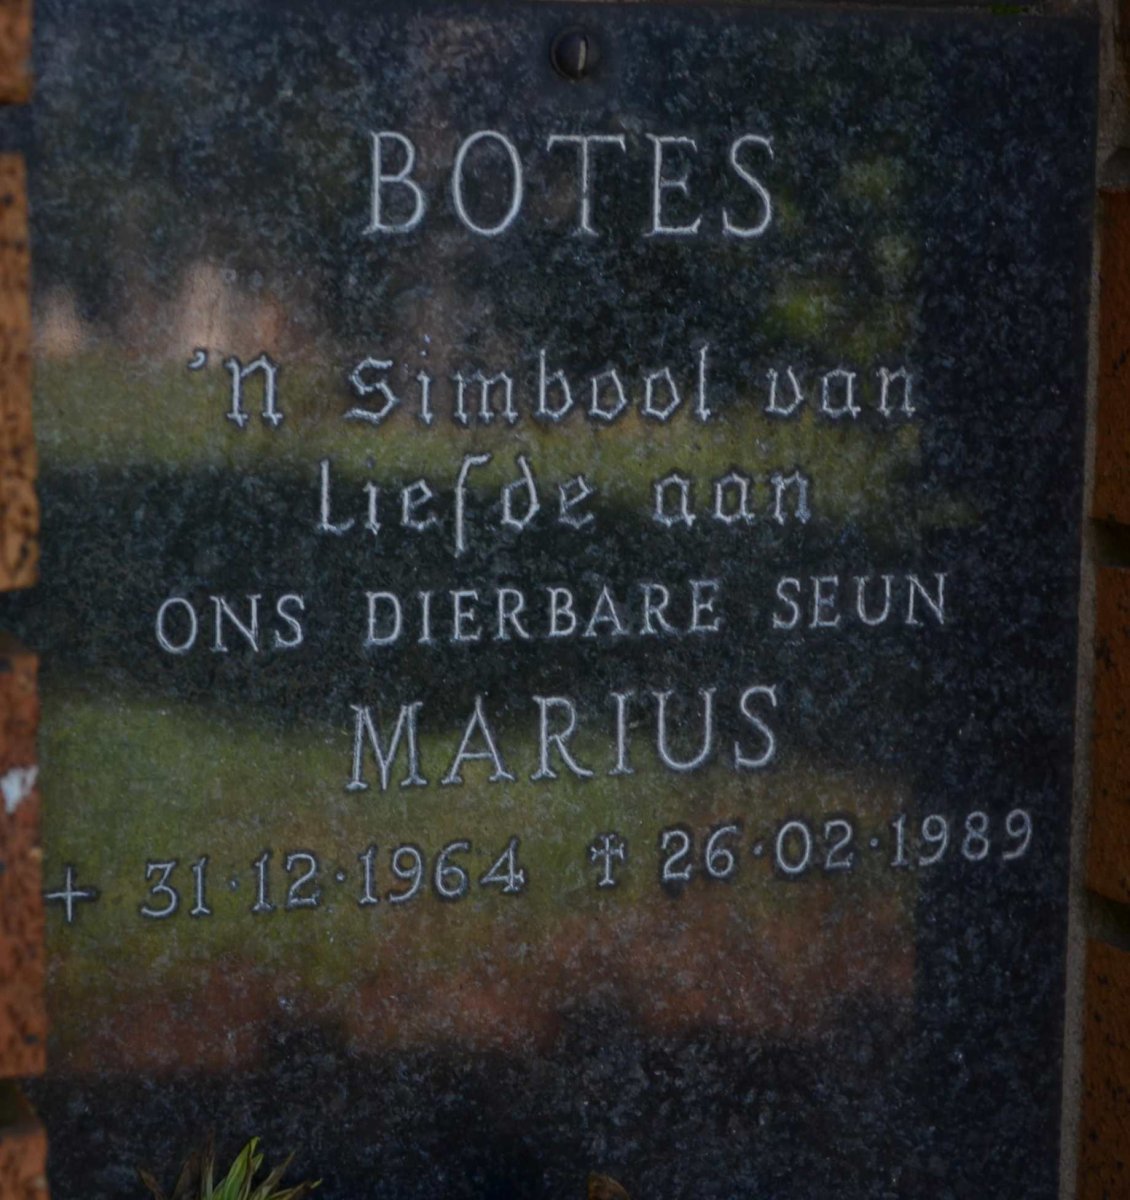 BOTES
'n Simbool van
Liefde aan
ONS DIERBARE SEUN
MARIUS
+ 31·12·1964 ✝ 26·02·1989